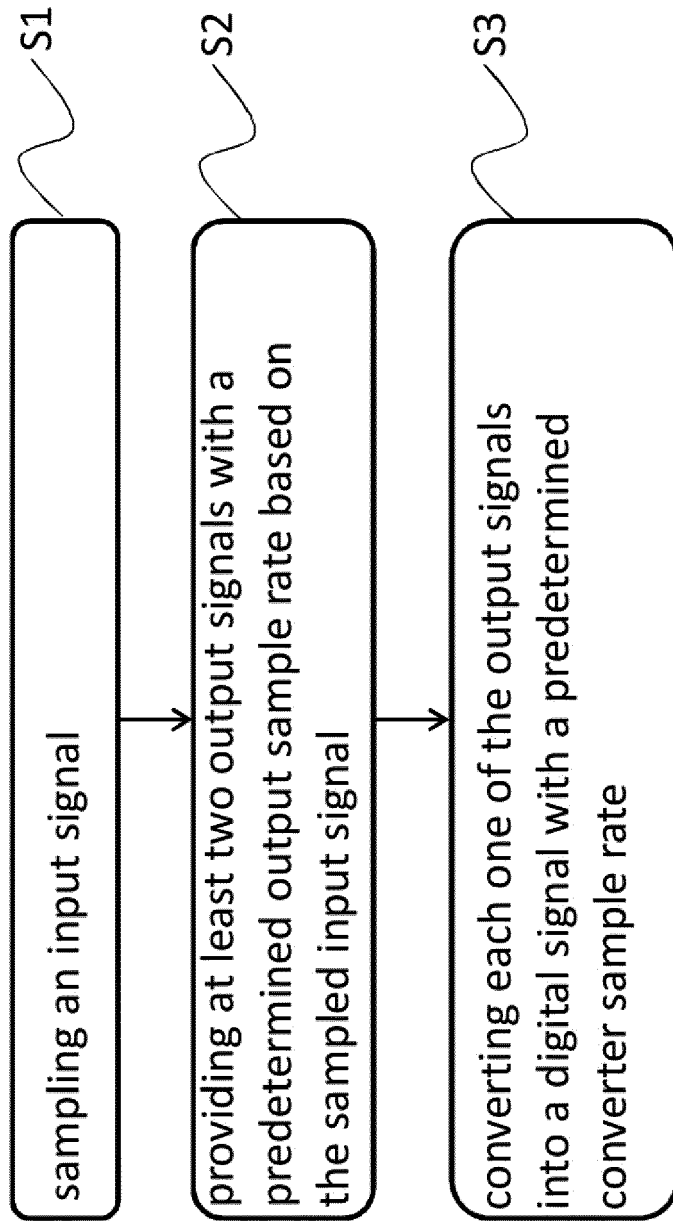 sampling an input signal
S1
providing at least two output signals with a
predetermined output sample rate based on
the sampled input signal
S2
converting each one of the output signals
into a digital signal with a predetermined
converter sample rate
S3